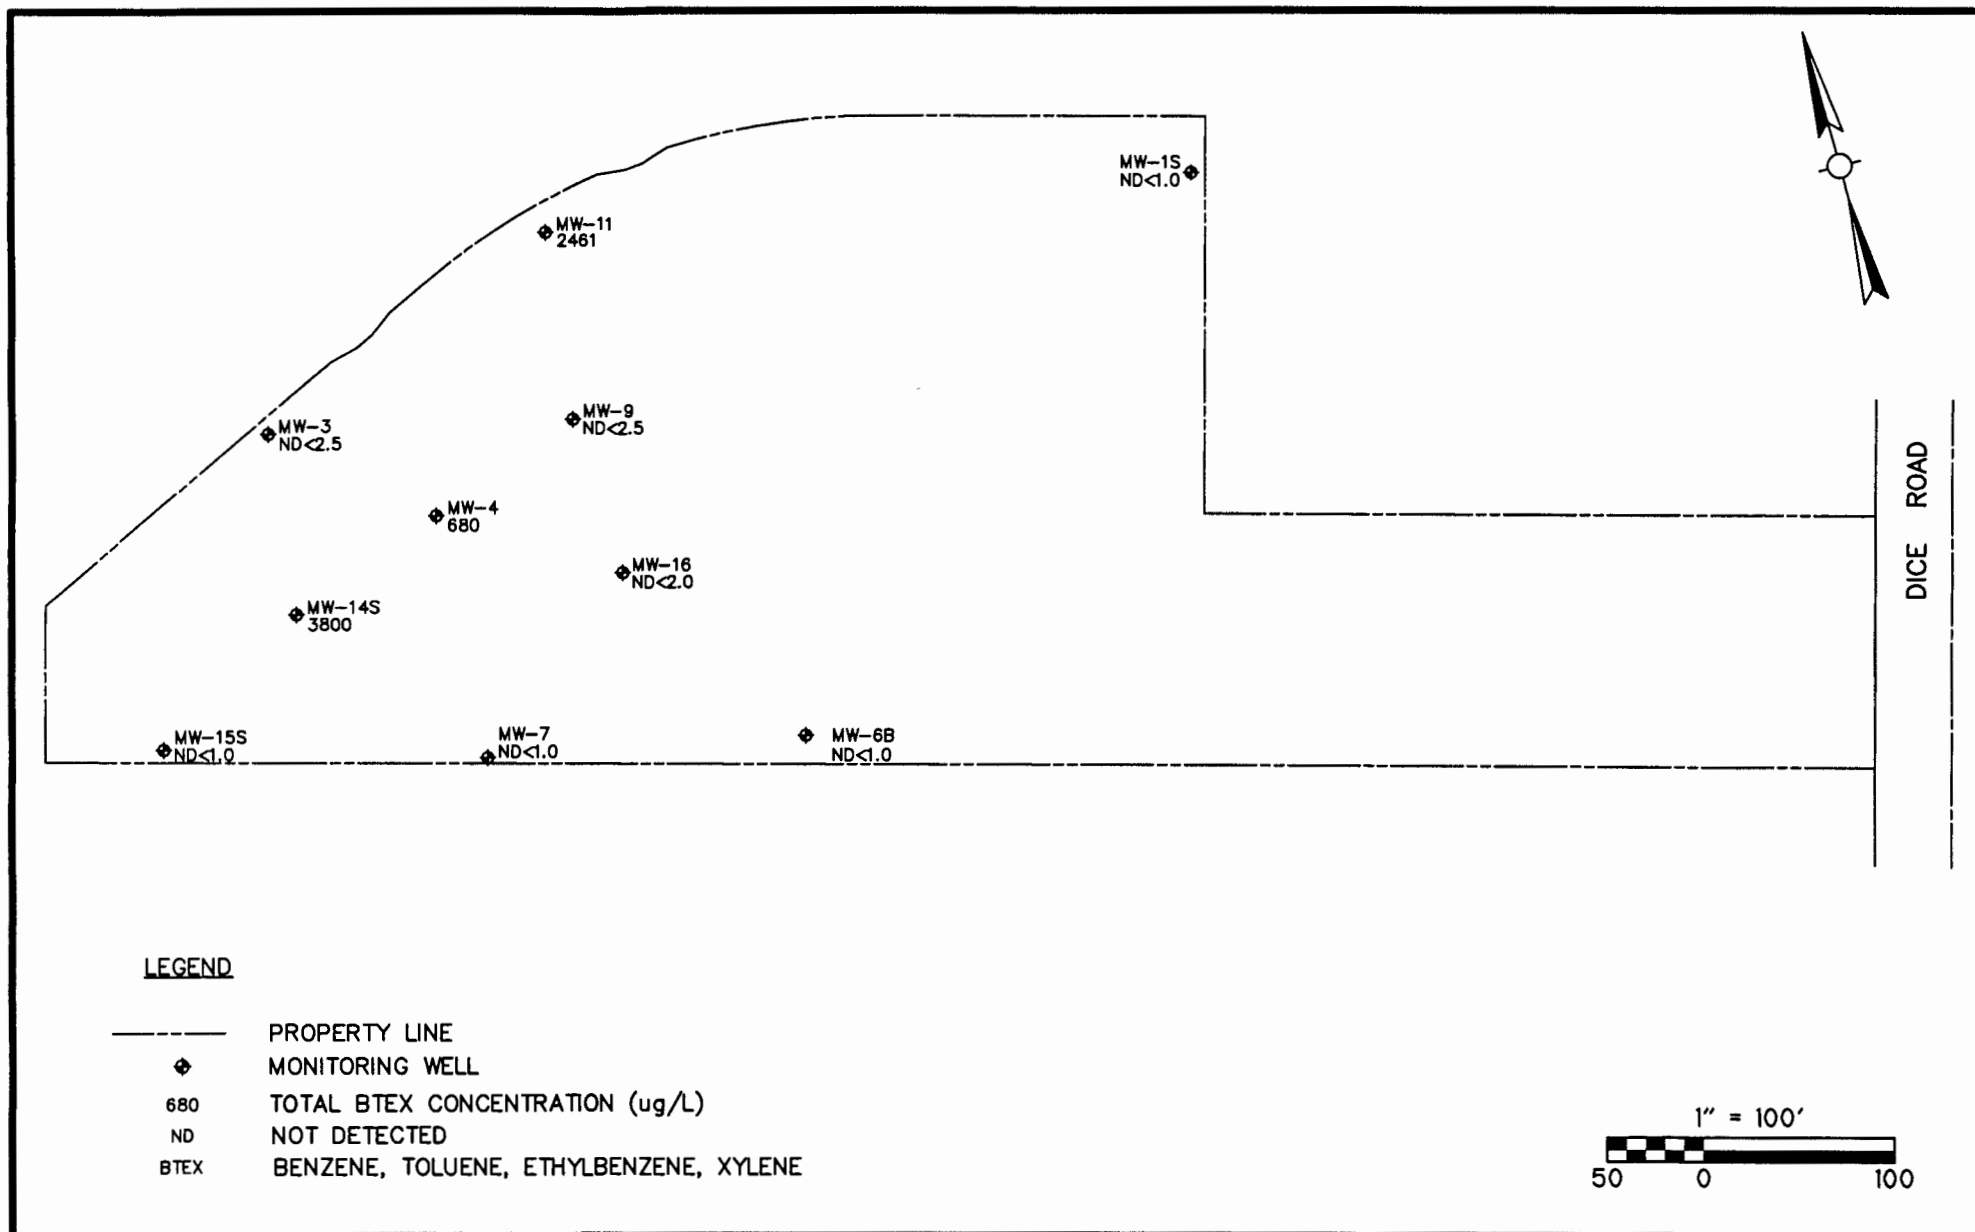 MW-1S
ND<1.0
MW-11
2461
MW-9
ND<2.5
MW-3
ND<2.5
MW-4
680
MW-16
ND<2.0
MW-14S
3800
MW-15S
ND<1.0
MW-7
ND<1.0
MW-6B
ND<1.0
DICE ROAD
LEGEND
PROPERTY LINE
MONITORING WELL
680 TOTAL BTEX CONCENTRATION (ug/L)
ND NOT DETECTED
BTEX BENZENE, TOLUENE, ETHYLBENZENE, XYLENE
1" = 100'
50 0 100